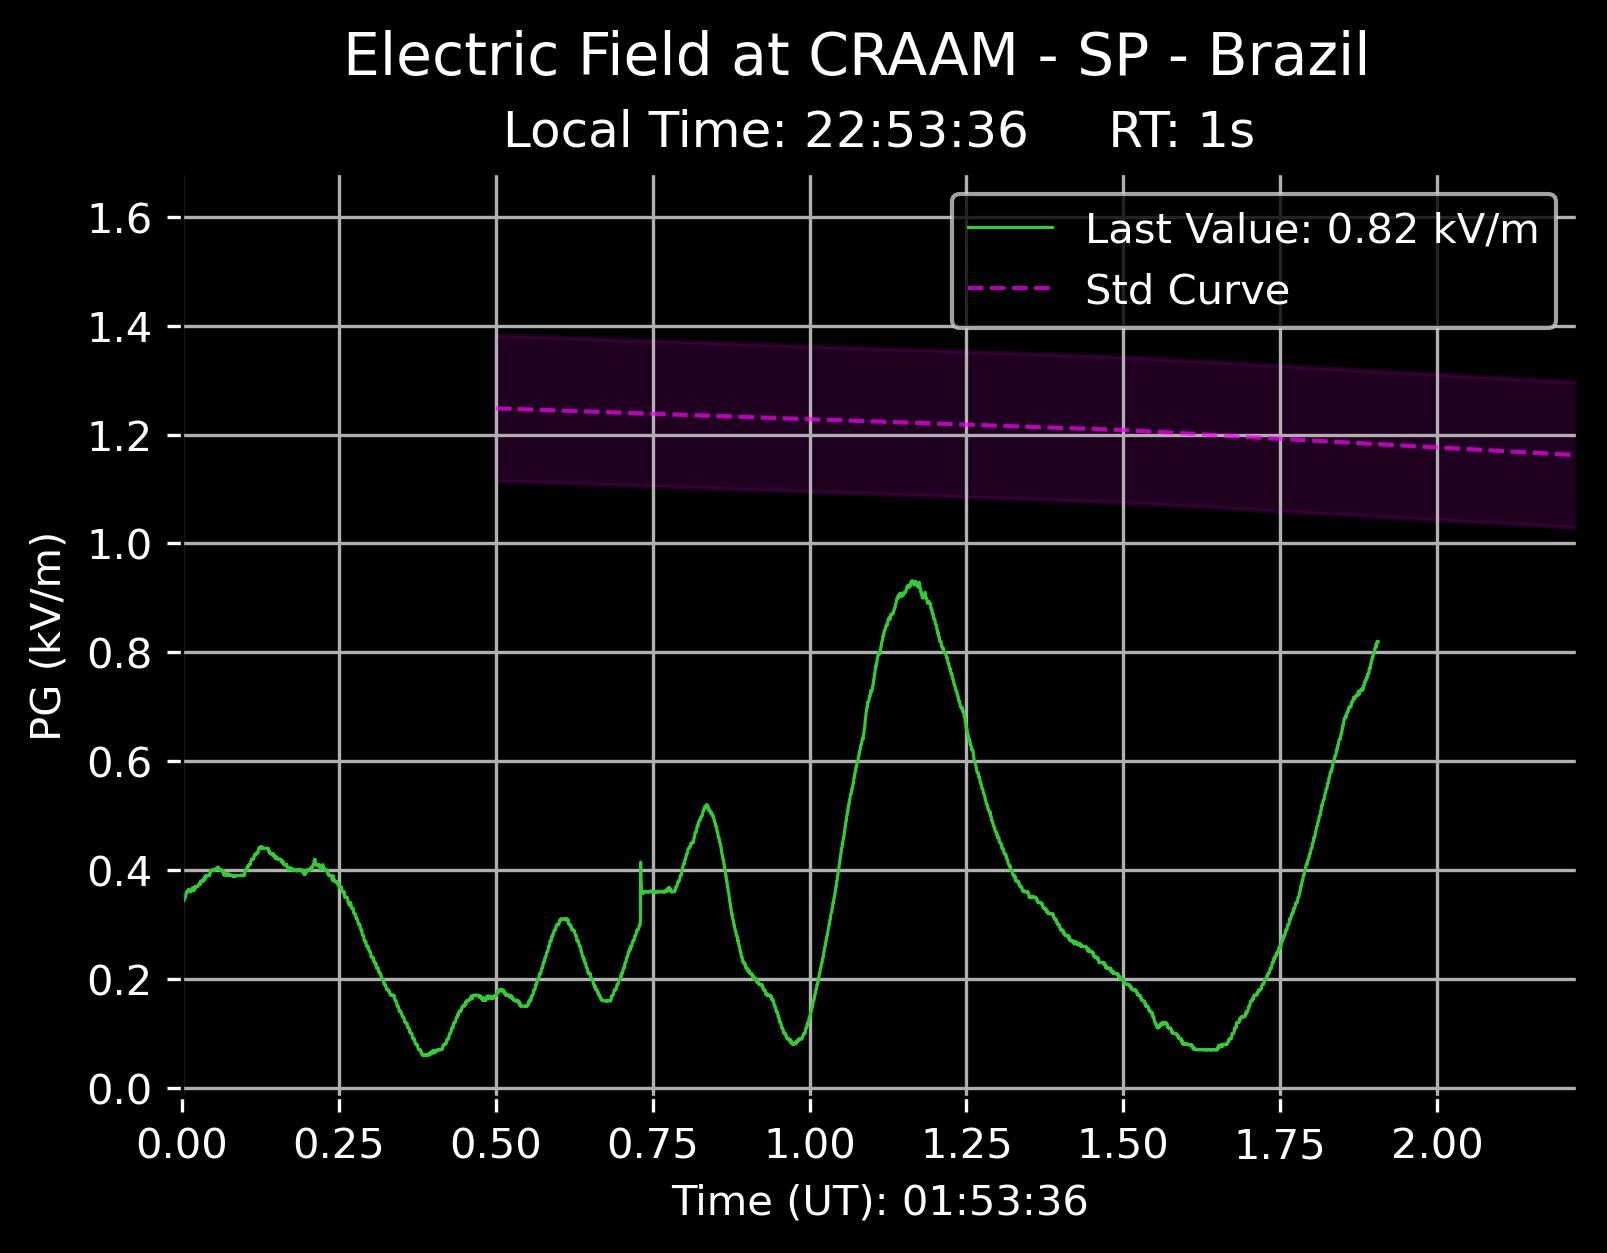 Electric Field at CRAAM - SP - Brazil
Local Time: 22:53:36 RT: 1s
Last Value: 0.82 kV/m
Std Curve
PG (kV/m)
1.6
1.4
1.2
1.0
0.8
0.6
0.4
0.2
0.0
0.00 0.25 0.50 0.75 1.00 1.25 1.50 1.75 2.00
Time (UT): 01:53:36